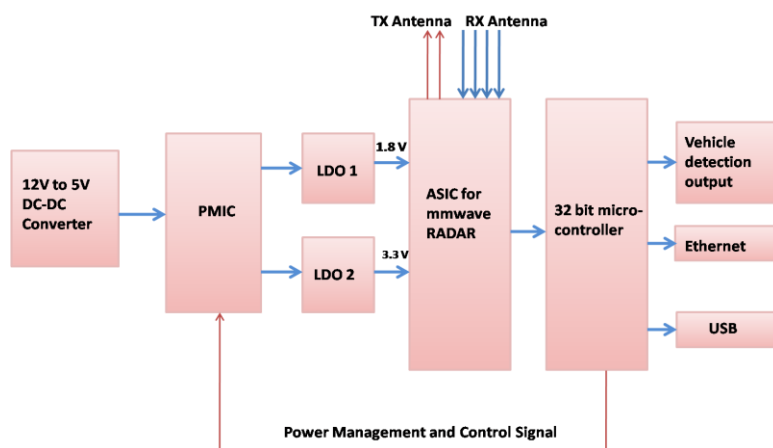 TX Antenna
RX Antenna
12V to 5V
DC-DC
Converter
PMIC
LDO 1
LDO 2
1.8 V
3.3 V
ASIC for
mmwave
RADAR
32 bit micro-
controller
Vehicle
detection
output
Ethernet
USB
Power Management and Control Signal